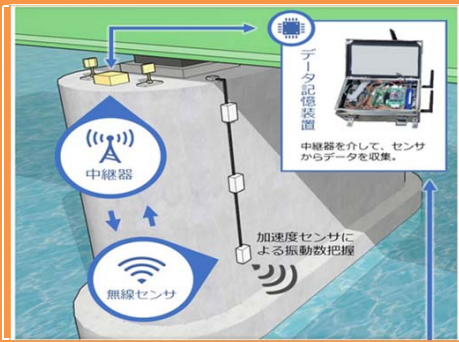 データ記憶装置
中継器を介して、センサ
からデータを収集。
中継器
加速度センサに
よる振動数把握
無線センサ